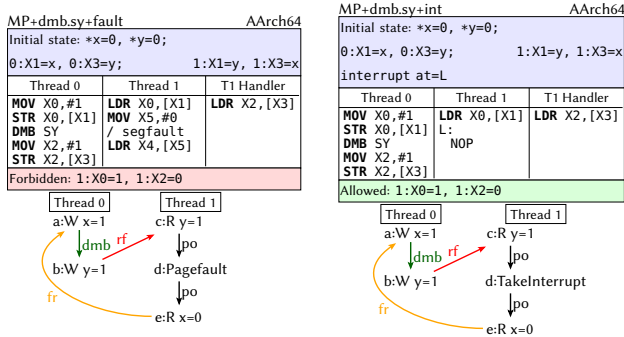 MP+dmb.sy+fault AArch64
Initial state: *x=0, *y=0;
0:X1=x, 0:X3=y; 1:X1=y, 1:X3=x
Thread 0 Thread 1 T1 Handler
MOV X0,#1 LDR X0,[X1] LDR X2,[X3]
STR X0,[X1] MOV X5,#0
DMB SY / segfault
MOV X2,#1 LDR X4,[X5]
STR X2,[X3]
Forbidden: 1:X0=1, 1:X2=0
Thread 0 Thread 1
a:W x=1 c:R y=1
dmb rf po
b:W y=1 d:Pagefault
fr po
e:R x=0
MP+dmb.sy+int AArch64
Initial state: *x=0, *y=0;
0:X1=x, 0:X3=y; 1:X1=y, 1:X3=x
interrupt at=L
Thread 0 Thread 1 T1 Handler
MOV X0,#1 LDR X0,[X1] LDR X2,[X3]
STR X0,[X1] L:
DMB SY NOP
MOV X2,#1
STR X2,[X3]
Allowed: 1:X0=1, 1:X2=0
Thread 0 Thread 1
a:W x=1 c:R y=1
dmb rf po
b:W y=1 d:TakeInterrupt
fr po
e:R x=0